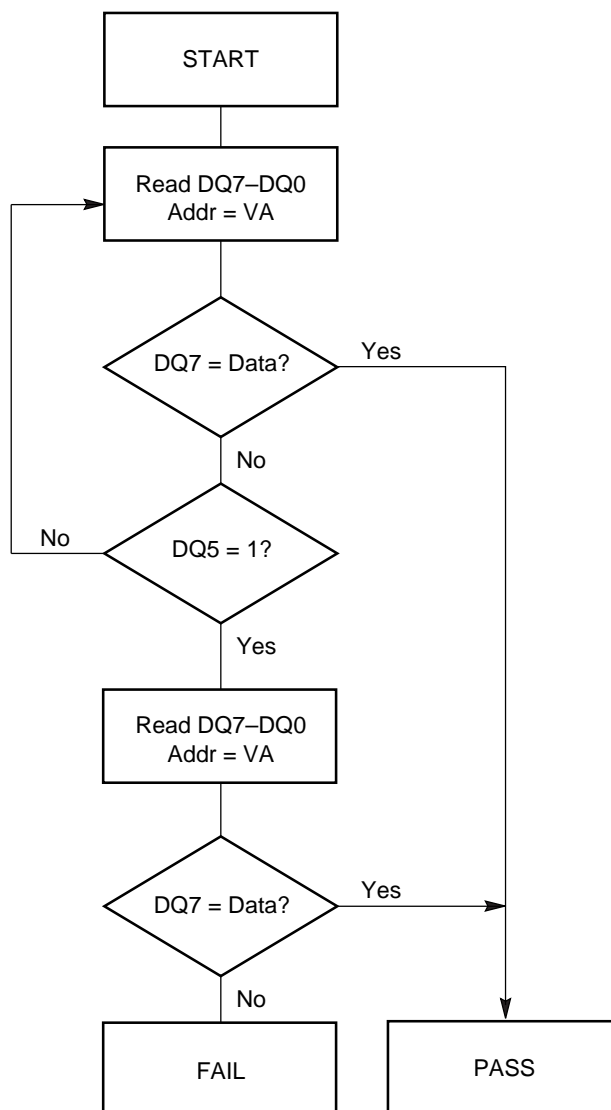 START
Read DQ7–DQ0
Addr = VA
DQ7 = Data?
Yes
No
No
DQ5 = 1?
Yes
Read DQ7–DQ0
Addr = VA
DQ7 = Data?
Yes
No
FAIL
PASS